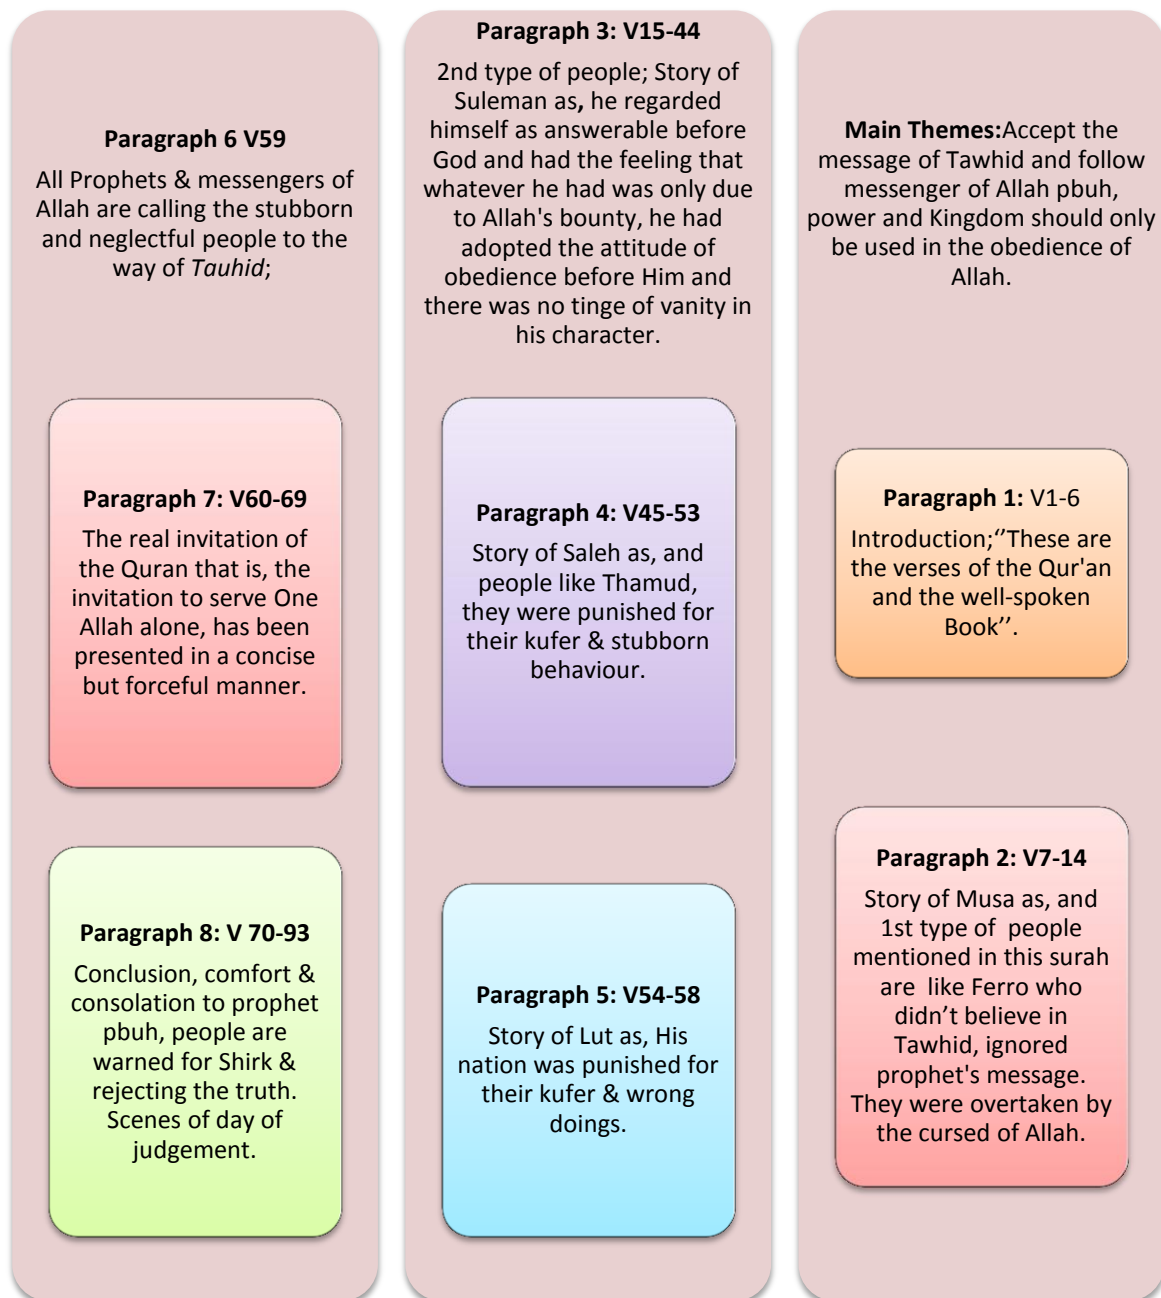 Main Themes:Accept the
message of Tawhid and follow
messenger of Allah pbuh,
power and Kingdom should only
be used in the obedience of
Allah.
Paragraph 1: V1-6
Introduction;‘’These are
the verses of the Qur'an
and the well-spoken
Book’’.
Paragraph 2: V7-14
Story of Musa as, and
1st type of people
mentioned in this surah
are like Ferro who
didn’t believe in
Tawhid, ignored
prophet's message.
They were overtaken by
the cursed of Allah.
Paragraph 3: V15-44
2nd type of people; Story of
Suleman as, he regarded
himself as answerable before
God and had the feeling that
whatever he had was only due
to Allah's bounty, he had
adopted the attitude of
obedience before Him and
there was no tinge of vanity in
his character.
Paragraph 4: V45-53
Story of Saleh as, and
people like Thamud,
they were punished for
their kufer & stubborn
behaviour.
Paragraph 5: V54-58
Story of Lut as, His
nation was punished for
their kufer & wrong
doings.
Paragraph 6 V59
All Prophets & messengers of
Allah are calling the stubborn
and neglectful people to the
way of Tauhid;
Paragraph 7: V60-69
The real invitation of
the Quran that is, the
invitation to serve One
Allah alone, has been
presented in a concise
but forceful manner.
Paragraph 8: V 70-93
Conclusion, comfort &
consolation to prophet
pbuh, people are
warned for Shirk &
rejecting the truth.
Scenes of day of
judgement.